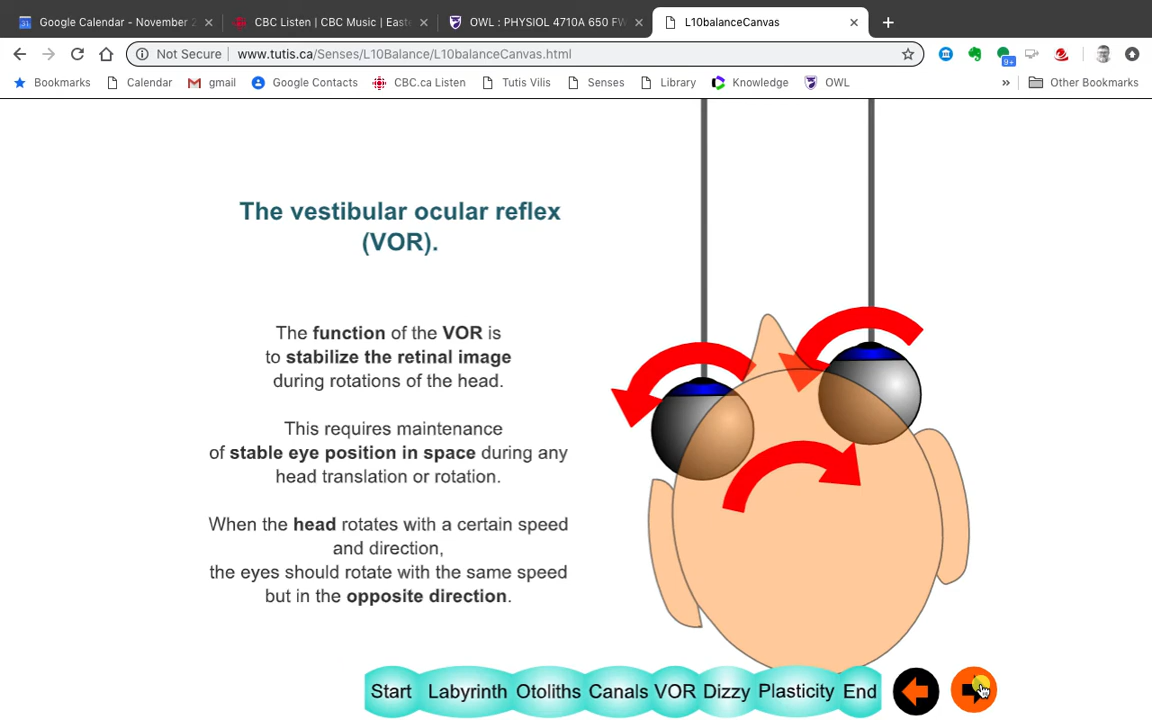 Google Calendar - November 2
CBC Listen | CBC Music | Easte
OWL : PHYSIOL 4710A 650 FW
L10balanceCanvas
Not Secure
www.tutis.ca/Senses/L10Balance/L10balanceCanvas.html
9+
Bookmarks
Calendar
gmail
Google Contacts
CBC.ca Listen
Tutis Vilis
Senses
Library
Knowledge
OWL
»
Other Bookmarks
The vestibular ocular reflex
(VOR).
The function of the VOR is
to stabilize the retinal image
during rotations of the head.
This requires maintenance
of stable eye position in space during any
head translation or rotation.
When the head rotates with a certain speed
and direction,
the eyes should rotate with the same speed
but in the opposite direction.
Start
Labyrinth
Otoliths
Canals
VOR
Dizzy
Plasticity
End